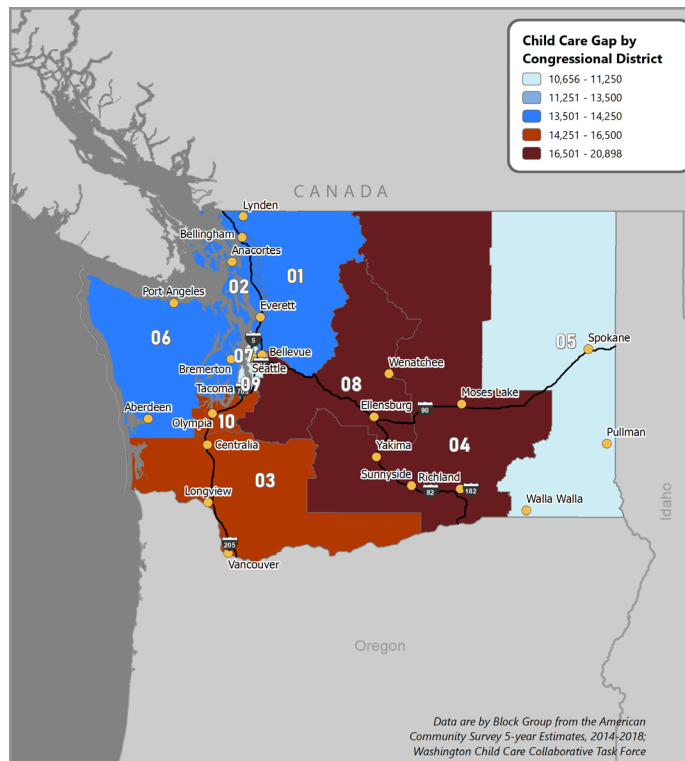 Child Care Gap by
Congressional District
10,656 - 11,250
11,251 - 13,500
13,501 - 14,250
14,251 - 16,500
16,501 - 20,898
CANADA
Lynden
Bellingham
Anacortes
01
02
Port Angeles
Everett
06
5
05
Spokane
07
Bellevue
Bremerton
Seattle
Wenatchee
Tacoma
09
08
Moses Lake
Aberdeen
Ellensburg
90
10
Olympia
Pullman
Centralia
Yakima
04
Sunnyside
Richland
03
82
182
Idaho
Longview
Walla Walla
205
Vancouver
Oregon
Data are by Block Group from the American
Community Survey 5-year Estimates, 2014-2018;
Washington Child Care Collaborative Task Force